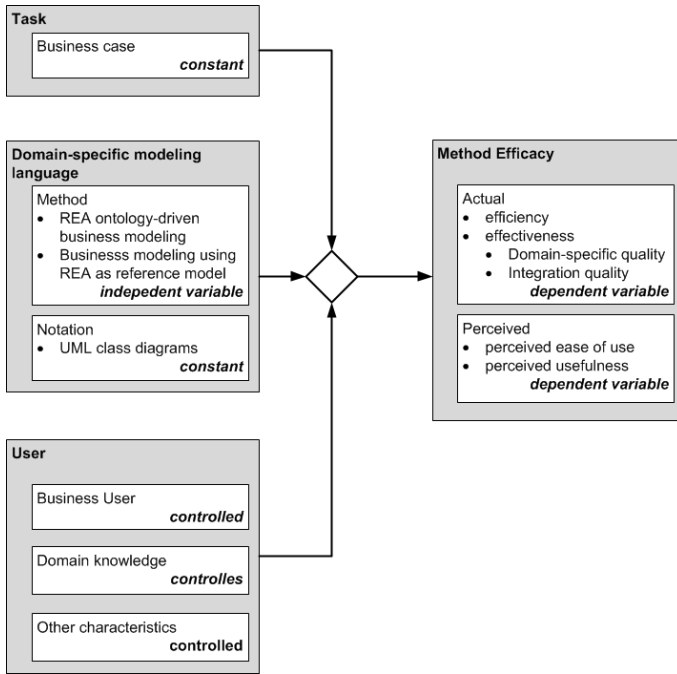 Task
Business case
constant
Domain-specific modeling
language
Method
• REA ontology-driven
business modeling
• Businesss modeling using
REA as reference model
indepedent variable
Notation
• UML class diagrams
constant
User
Business User
controlled
Domain knowledge
controlles
Other characteristics
controlled
Method Efficacy
Actual
• efficiency
• effectiveness
• Domain-specific quality
• Integration quality
dependent variable
Perceived
• perceived ease of use
• perceived usefulness
dependent variable